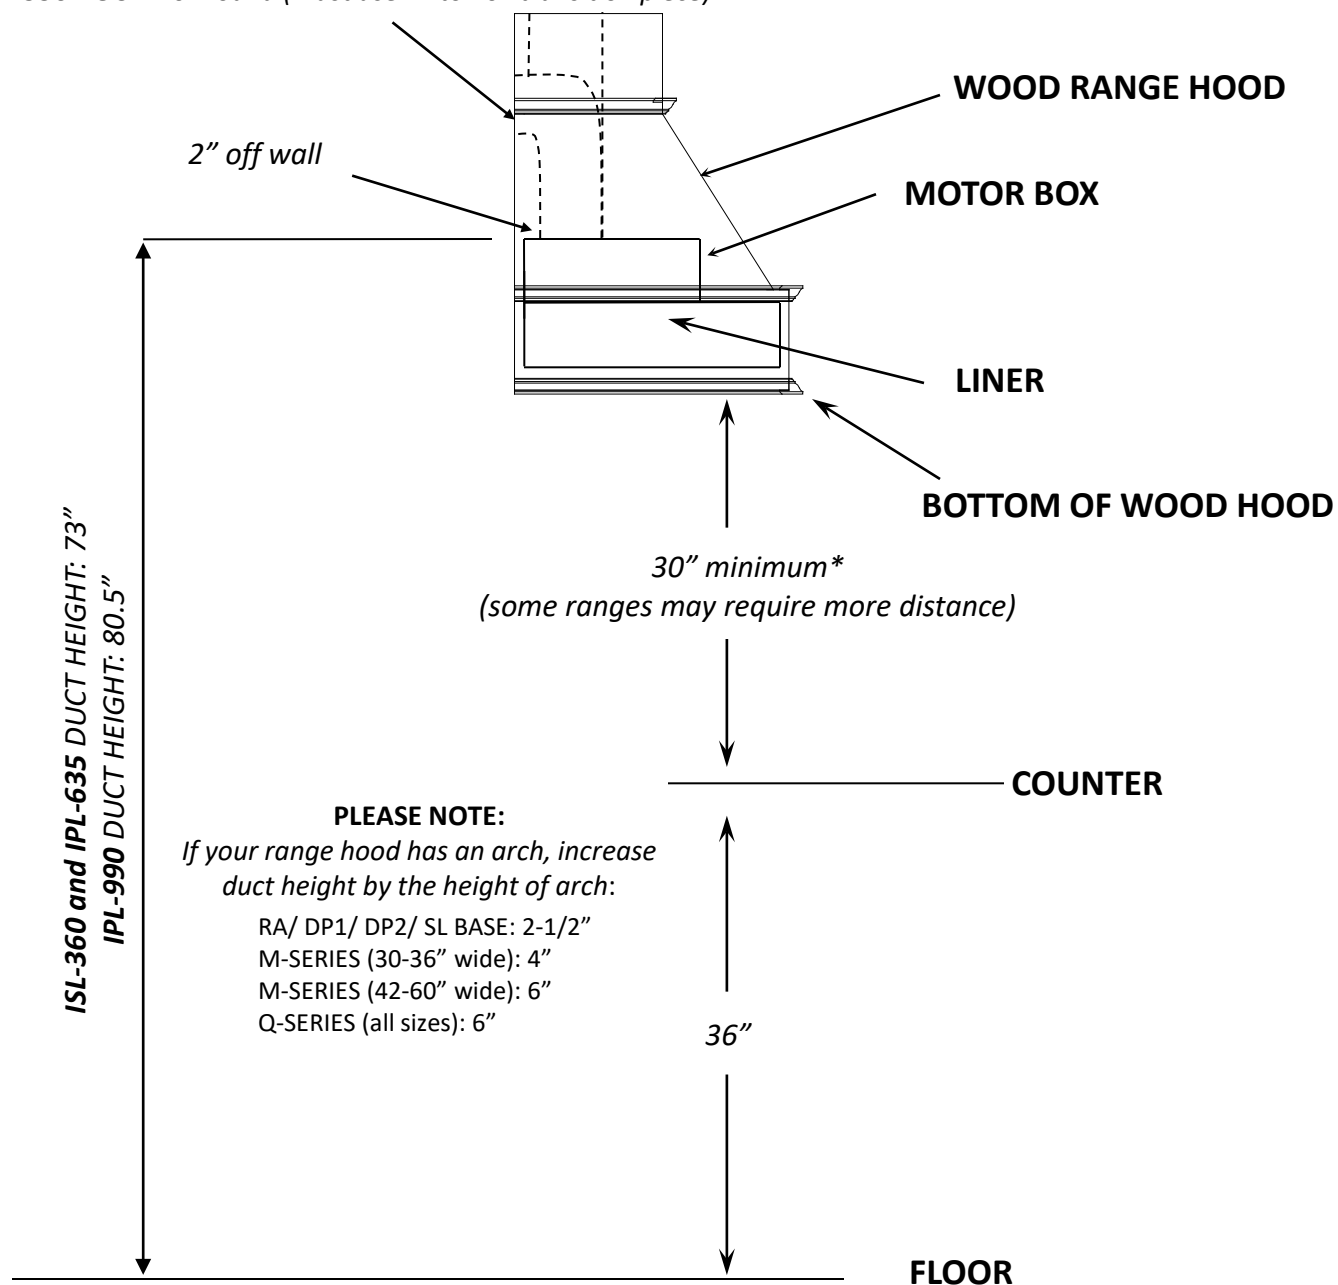 WOOD RANGE HOOD
2” off wall
MOTOR BOX
LINER
BOTTOM OF WOOD HOOD
30” minimum*
(some ranges may require more distance)
ISL-360 and IPL-635 DUCT HEIGHT: 73”
IPL-990 DUCT HEIGHT: 80.5”
COUNTER
PLEASE NOTE:
If your range hood has an arch, increase
duct height by the height of arch:
RA/ DP1/ DP2/ SL BASE: 2-1/2”
M-SERIES (30-36” wide): 4”
M-SERIES (42-60” wide): 6”
Q-SERIES (all sizes): 6”
36”
FLOOR